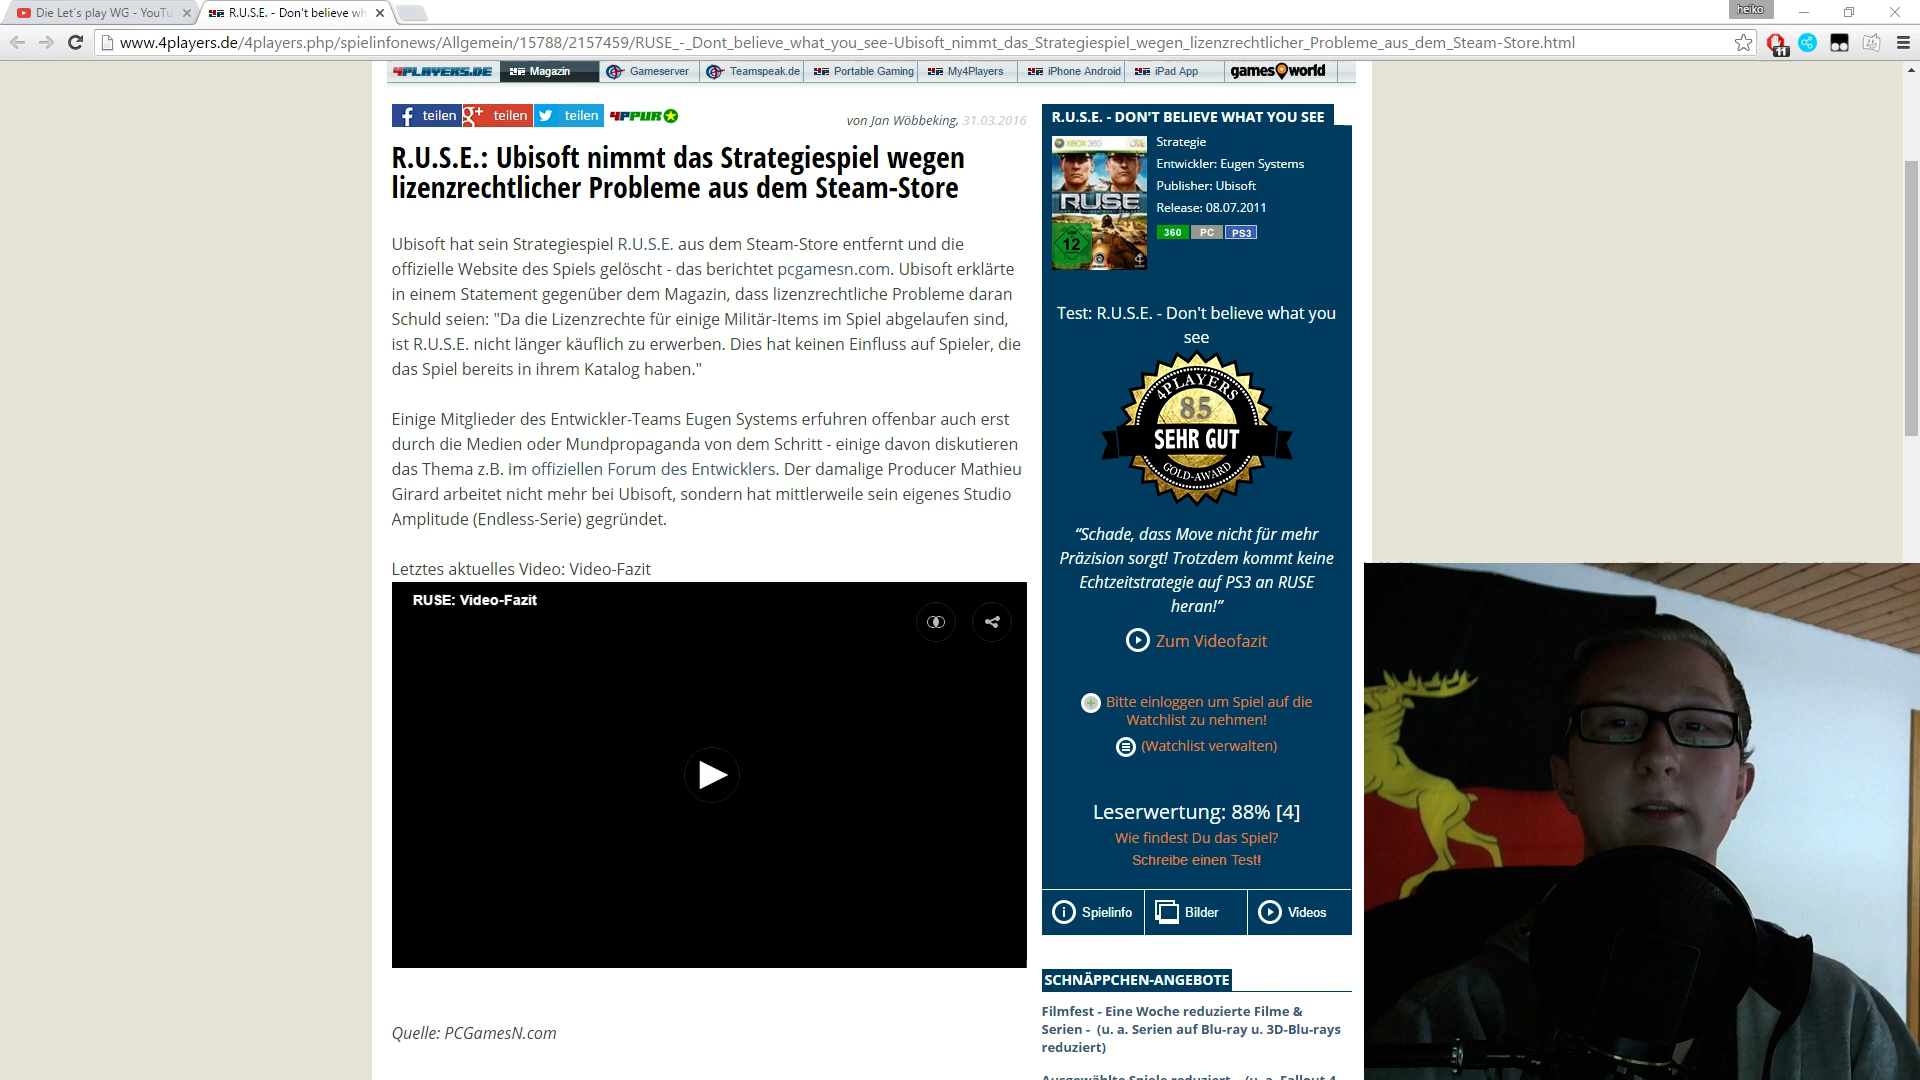 Die Let's play WG - YouTu
R.U.S.E. - Don't believe wh
heiko
www.4players.de/4players.php/spielinfonews/Allgemein/15788/2157459/RUSE_-_Dont_believe_what_you_see-Ubisoft_nimmt_das_Strategiespiel_wegen_lizenzrechtlicher_Probleme_aus_dem_Steam-Store.html
11
4PLAYERS.DE
Magazin
Gameserver
Teamspeak.de
Portable Gaming
My4Players
iPhone Android
iPad App
games world
teilen
teilen
teilen
4PPUR
von Jan Wöbbeking, 31.03.2016
R.U.S.E.: Ubisoft nimmt das Strategiespiel wegen
lizenzrechtlicher Probleme aus dem Steam-Store
Ubisoft hat sein Strategiespiel R.U.S.E. aus dem Steam-Store entfernt und die
offizielle Website des Spiels gelöscht - das berichtet pcgamesn.com. Ubisoft erklärte
in einem Statement gegenüber dem Magazin, dass lizenzrechtliche Probleme daran
Schuld seien: "Da die Lizenzrechte für einige Militär-Items im Spiel abgelaufen sind,
ist R.U.S.E. nicht länger käuflich zu erwerben. Dies hat keinen Einfluss auf Spieler, die
das Spiel bereits in ihrem Katalog haben."
Einige Mitglieder des Entwickler-Teams Eugen Systems erfuhren offenbar auch erst
durch die Medien oder Mundpropaganda von dem Schritt - einige davon diskutieren
das Thema z.B. im offiziellen Forum des Entwicklers. Der damalige Producer Mathieu
Girard arbeitet nicht mehr bei Ubisoft, sondern hat mittlerweile sein eigenes Studio
Amplitude (Endless-Serie) gegründet.
Letztes aktuelles Video: Video-Fazit
RUSE: Video-Fazit
Quelle: PCGamesN.com
R.U.S.E. - DON'T BELIEVE WHAT YOU SEE
XBOX 360
RUSE
12
Strategie
Entwickler: Eugen Systems
Publisher: Ubisoft
Release: 08.07.2011
360
PC
PS3
Test: R.U.S.E. - Don't believe what you
see
4PLAYERS
85
SEHR GUT
GOLD-AWARD
“Schade, dass Move nicht für mehr
Präzision sorgt! Trotzdem kommt keine
Echtzeitstrategie auf PS3 an RUSE
heran!”
Zum Videofazit
Bitte einloggen um Spiel auf die
Watchlist zu nehmen!
(Watchlist verwalten)
Leserwertung: 88% [4]
Wie findest Du das Spiel?
Schreibe einen Test!
Spielinfo
Bilder
Videos
SCHNÄPPCHEN-ANGEBOTE
Filmfest - Eine Woche reduzierte Filme &
Serien - (u. a. Serien auf Blu-ray u. 3D-Blu-rays
reduziert)
Ausgewählte Spiele reduziert - (u. a. Fallout 4,